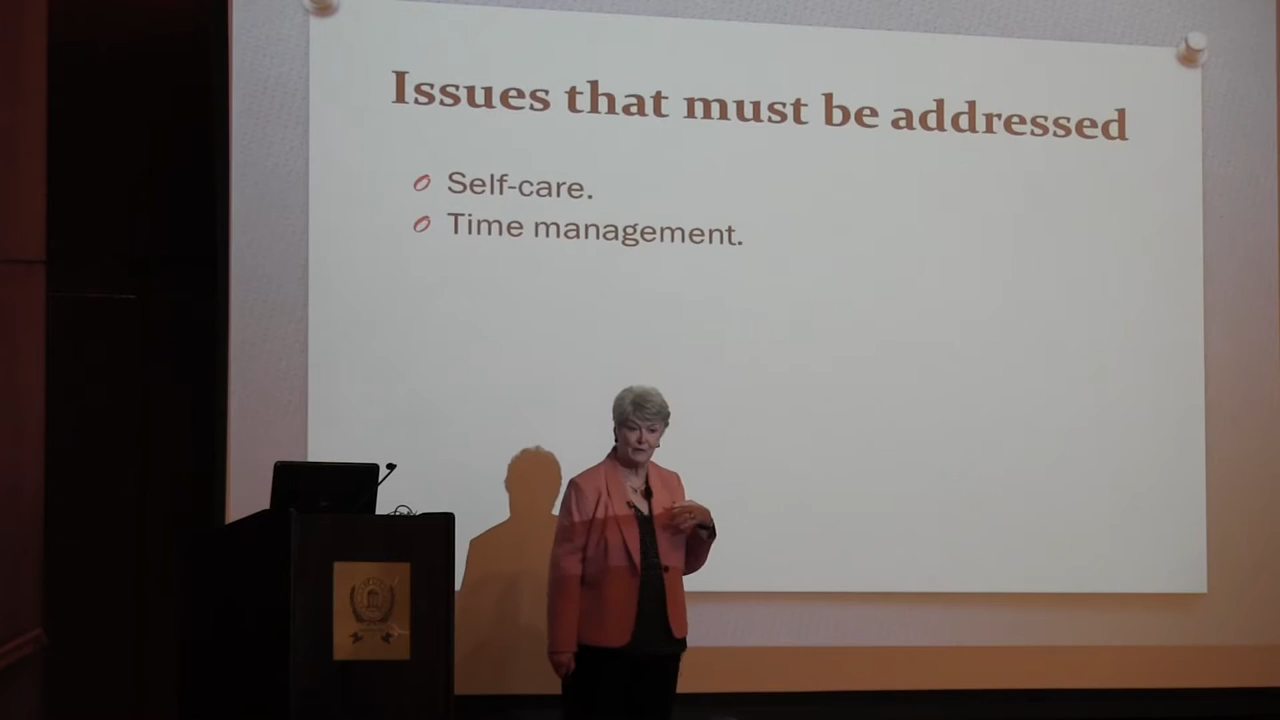 Issues that must be addressed
Self-care.
Time management.